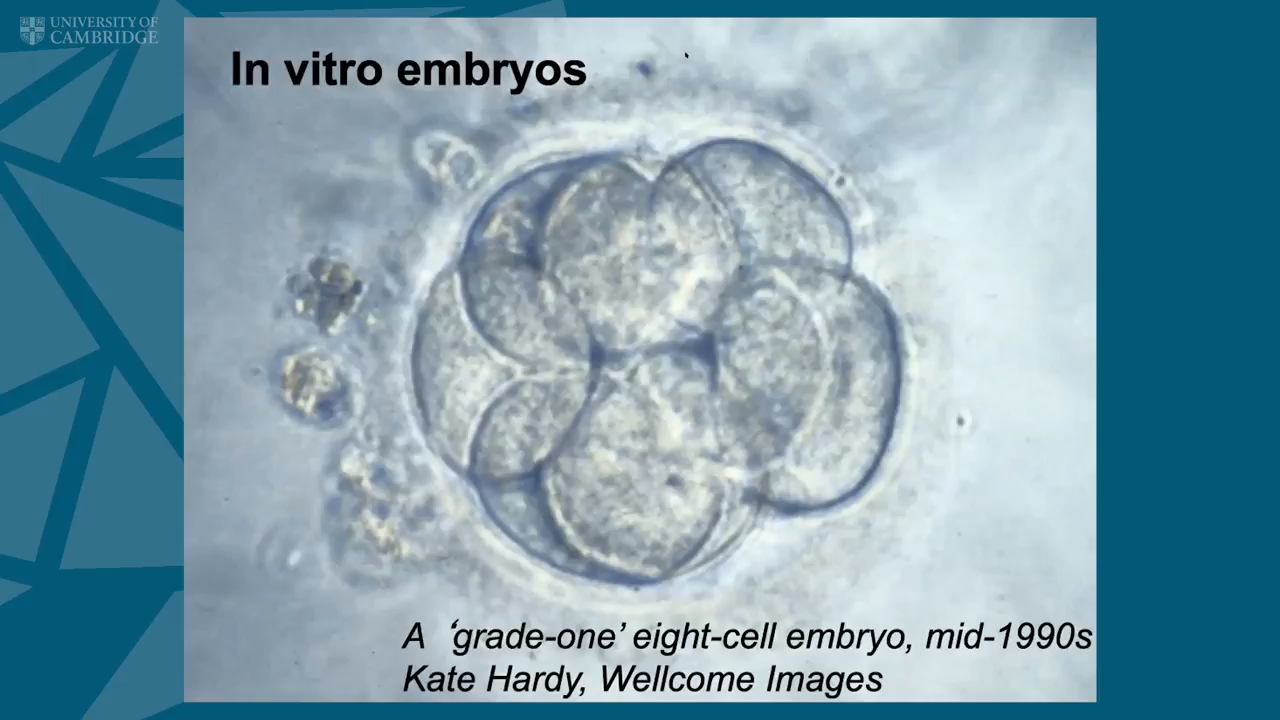 UNIVERSITY OF
CAMBRIDGE
In vitro embryos
A ‘grade-one’ eight-cell embryo, mid-1990s
Kate Hardy, Wellcome Images